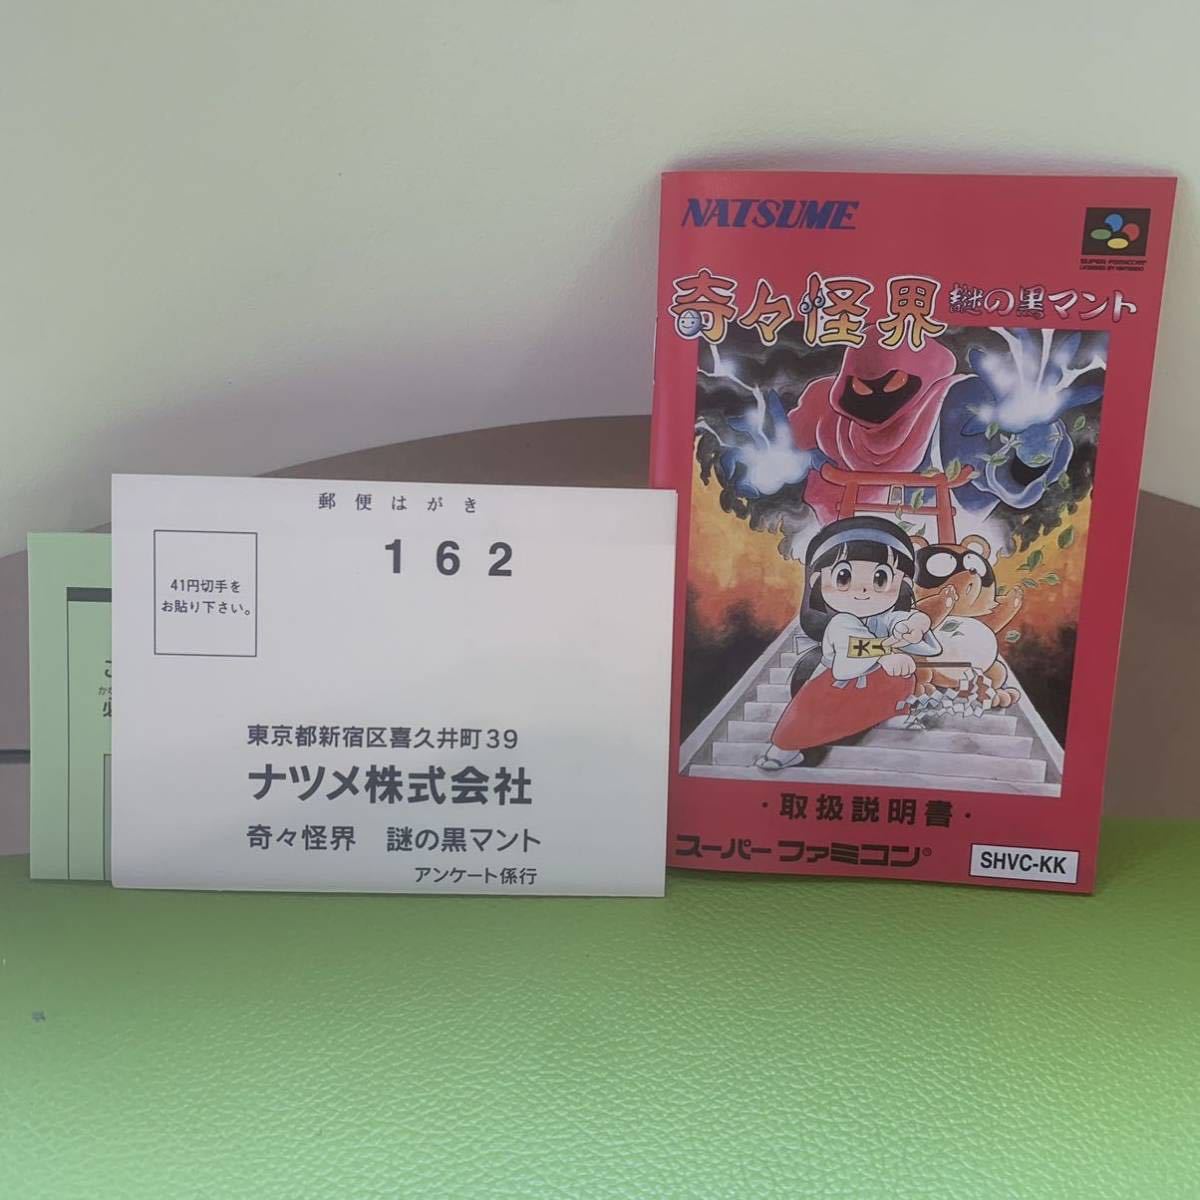 郵便はがき
162
41円切手を
お貼り下さい。
東京都新宿区喜久井町39
ナツメ株式会社
奇々怪界 謎の黒マント
アンケート係行
NATSUME
SUPER FAMICOM
LICENSED BY NINTENDO
奇々怪界 謎の黒マント
・取扱説明書・
スーパーファミコン®
SHVC-KK